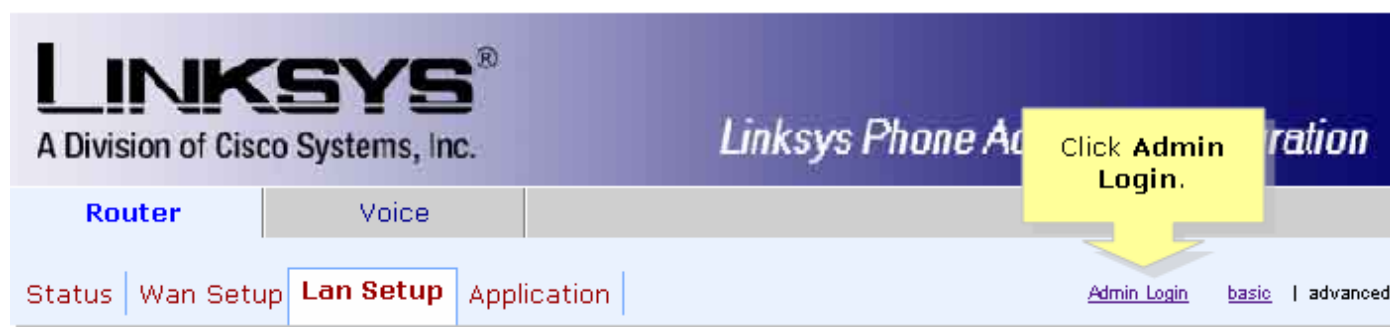 LINKSYS®
A Division of Cisco Systems, Inc.
Linksys Phone Ad ration
Click Admin
Login.
Router Voice
Status Wan Setup Lan Setup Application
Admin Login basic | advanced